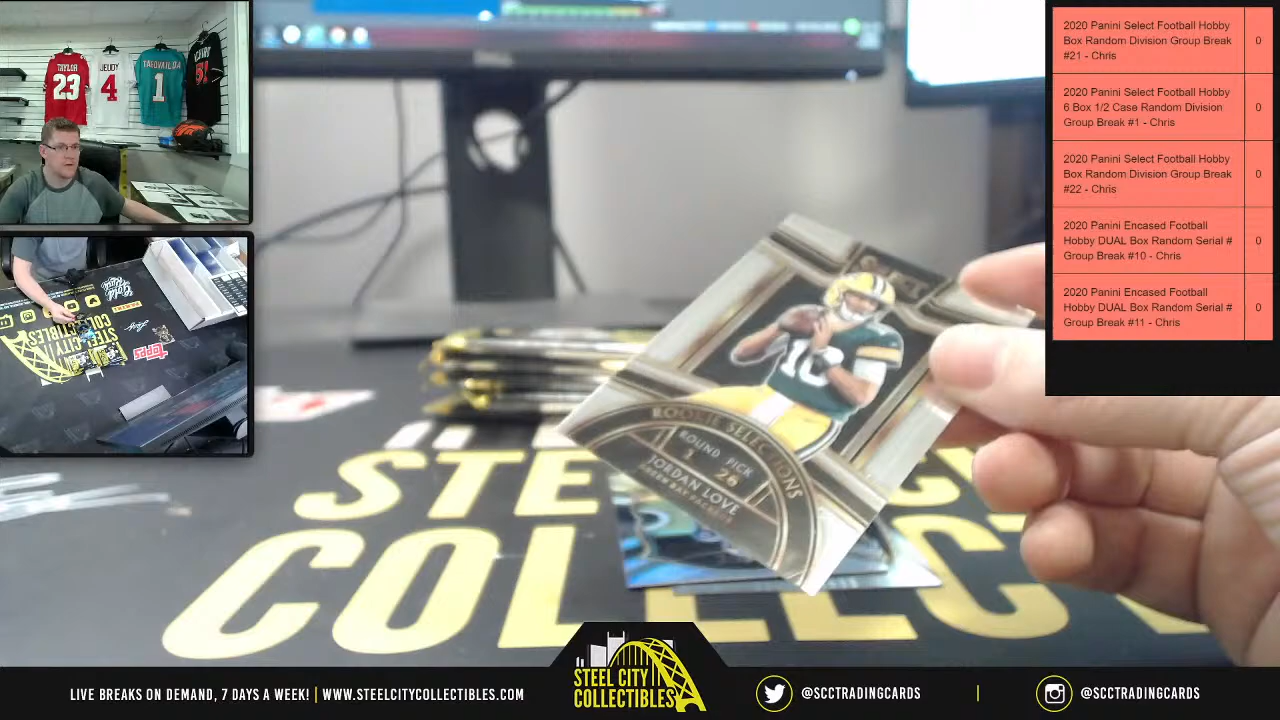 TAYLOR
23
JEUDY
4
TAGOVAILOA
1
2020 Panini Select Football Hobby
Box Random Division Group Break
#21 - Chris
0
2020 Panini Select Football Hobby
6 Box 1/2 Case Random Division
Group Break #1 - Chris
0
2020 Panini Select Football Hobby
Box Random Division Group Break
#22 - Chris
0
2020 Panini Encased Football
Hobby DUAL Box Random Serial #
Group Break #10 - Chris
0
2020 Panini Encased Football
Hobby DUAL Box Random Serial #
Group Break #11 - Chris
0
SELECT
10
ROOKIE SELECTIONS
ROUND PICK
1 26
JORDAN LOVE
GREEN BAY PACKERS
STEEL
COLLEC
Topps
STEEL CITY
COLLECTIBLES
LIVE BREAKS ON DEMAND, 7 DAYS A WEEK! | WWW.STEELCITYCOLLECTIBLES.COM
STEEL CITY
COLLECTIBLES
@SCCTRADINGCARDS | @SCCTRADINGCARDS